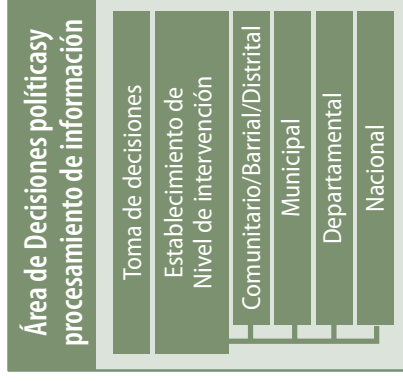 Área de Decisiones políticasy
procesamiento de información
Toma de decisiones
Establecimiento de
Nivel de intervención
Comunitario/Barrial/Distrital
Municipal
Departamental
Nacional